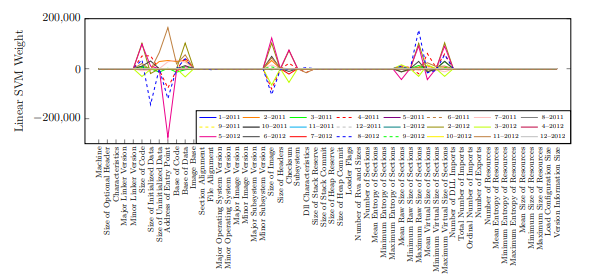 200,000
0
−200,000
Linear SVM Weight
1–2011 2–2011 3–2011 4–2011 5–2011 6–2011 7–2011 8–2011
9–2011 10–2011 11–2011 12–2011 1–2012 2–2012 3–2012 4–2012
5–2012 6–2012 7–2012 8–2012 9–2012 10–2012 11–2012 12–2012
Machine
Size of Optional Header
Characteristics
Major Linker Version
Minor Linker Version
Size of Code
Size of Initialized Data
Size of Uninitialized Data
Address of Entry Point
Base of Code
Base of Data
Image Base
Section Alignment
File Alignment
Major Operating System Version
Minor Operating System Version
Major Image Version
Minor Image Version
Major Subsystem Version
Minor Subsystem Version
Size of Image
Size of Headers
Checksum
Subsystem
Dll Characteristics
Size of Stack Reserve
Size of Stack Commit
Size of Heap Reserve
Size of Heap Commit
Loader Flags
Number of Rva and Sizes
Number of Sections
Mean Entropy of Sections
Minimum Entropy of Sections
Maximum Entropy of Sections
Mean Raw Size of Sections
Minimum Raw Size of Sections
Maximum Raw Size of Sections
Mean Virtual Size of Sections
Minimum Virtual Size of Sections
Maximum Virtual Size of Sections
Number of DLL Imports
Total Number of Imports
Ordinal Number of Imports
Number of Exports
Number of Resources
Mean Entropy of Resources
Minimum Entropy of Resources
Maximum Entropy of Resources
Mean Size of Resources
Minimum Size of Resources
Maximum Size of Resources
Load Configuration Size
Version Information Size